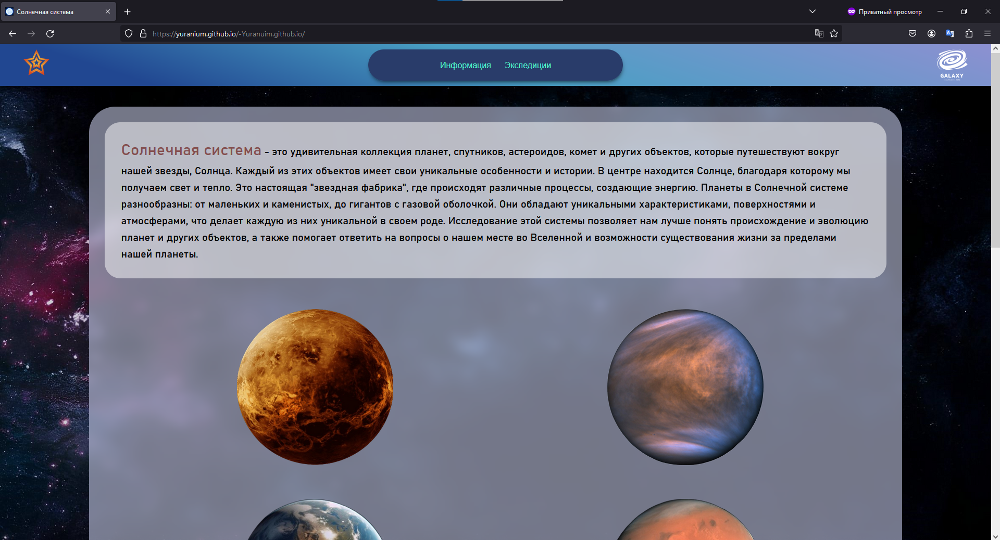 Солнечная система
Приватный просмотр
https://yuranium.github.io/-Yuranuim.github.io/
Информация Экспедиции
GALAXY
Солнечная система - это удивительная коллекция планет, спутников, астероидов, комет и других объектов, которые путешествуют вокруг
нашей звезды, Солнца. Каждый из этих объектов имеет свои уникальные особенности и истории. В центре находится Солнце, благодаря которому мы
получаем свет и тепло. Это настоящая "звездная фабрика", где происходят различные процессы, создающие энергию. Планеты в Солнечной системе
разнообразны: от маленьких и каменистых, до гигантов с газовой оболочкой. Они обладают уникальными характеристиками, поверхностями и
атмосферами, что делает каждую из них уникальной в своем роде. Исследование этой системы позволяет нам лучше понять происхождение и эволюцию
планет и других объектов, а также помогает ответить на вопросы о нашем месте во Вселенной и возможности существования жизни за пределами
нашей планеты.